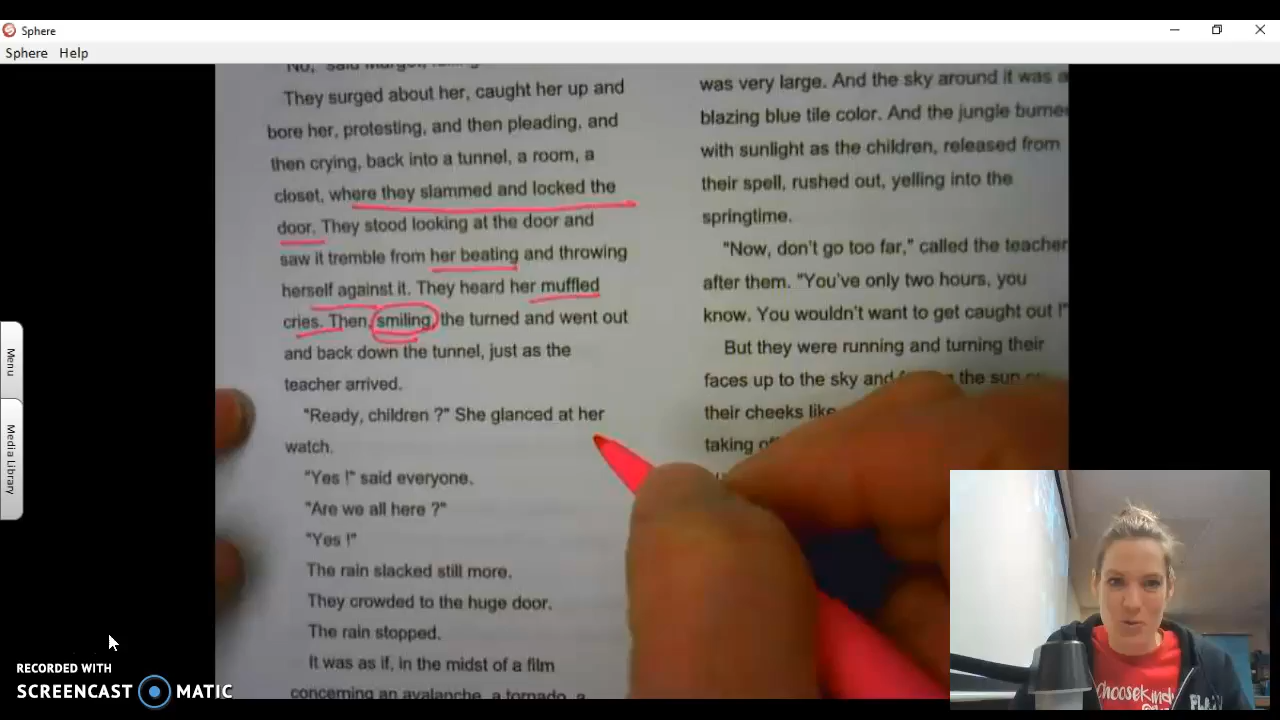 Sphere
Sphere Help
They surged about her, caught her up and
bore her, protesting, and then pleading, and
then crying, back into a tunnel, a room, a
closet, where they slammed and locked the
door. They stood looking at the door and
saw it tremble from her beating and throwing
herself against it. They heard her muffled
cries. Then, smiling, the turned and went out
and back down the tunnel, just as the
teacher arrived.
"Ready, children ?" She glanced at her
watch.
"Yes !" said everyone.
"Are we all here ?"
"Yes !"
The rain slacked still more.
They crowded to the huge door.
The rain stopped.
It was as if, in the midst of a film
concerning an avalanche, a tornado, a
was very large. And the sky around it was a
blazing blue tile color. And the jungle burne
with sunlight as the children, released from
their spell, rushed out, yelling into the
springtime.
"Now, don't go too far," called the teacher
after them. "You've only two hours, you
know. You wouldn't want to get caught out !"
But they were running and turning their
faces up to the sky and the sun
their cheeks like
taking
Menu
Media Library
RECORDED WITH
SCREENCAST MATIC
choosekind